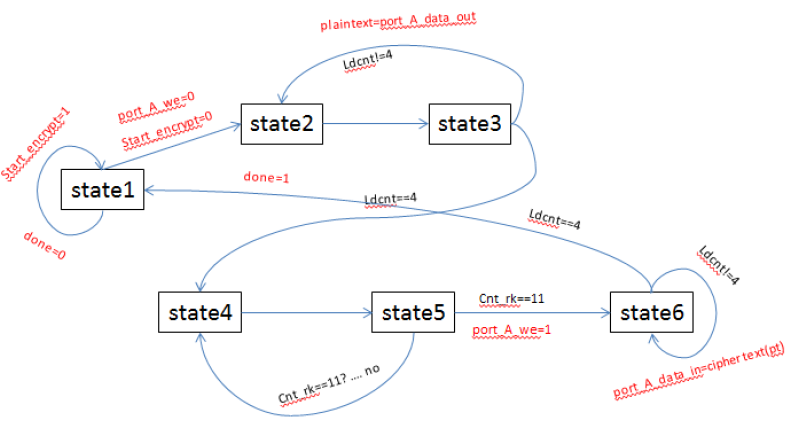 plaintext=port_A_data_out
Ldcnt!=4
port_A_we=0
Start_encrypt=0
Start_encrypt=1
state2
state3
state1
done=1
done=0
Ldcnt==4
Ldcnt==4
Ldcnt!=4
state4
state5
Cnt_rk==11
port_A_we=1
state6
Cnt_rk==11? .... no
port_A_data_in=ciphertext(pt)